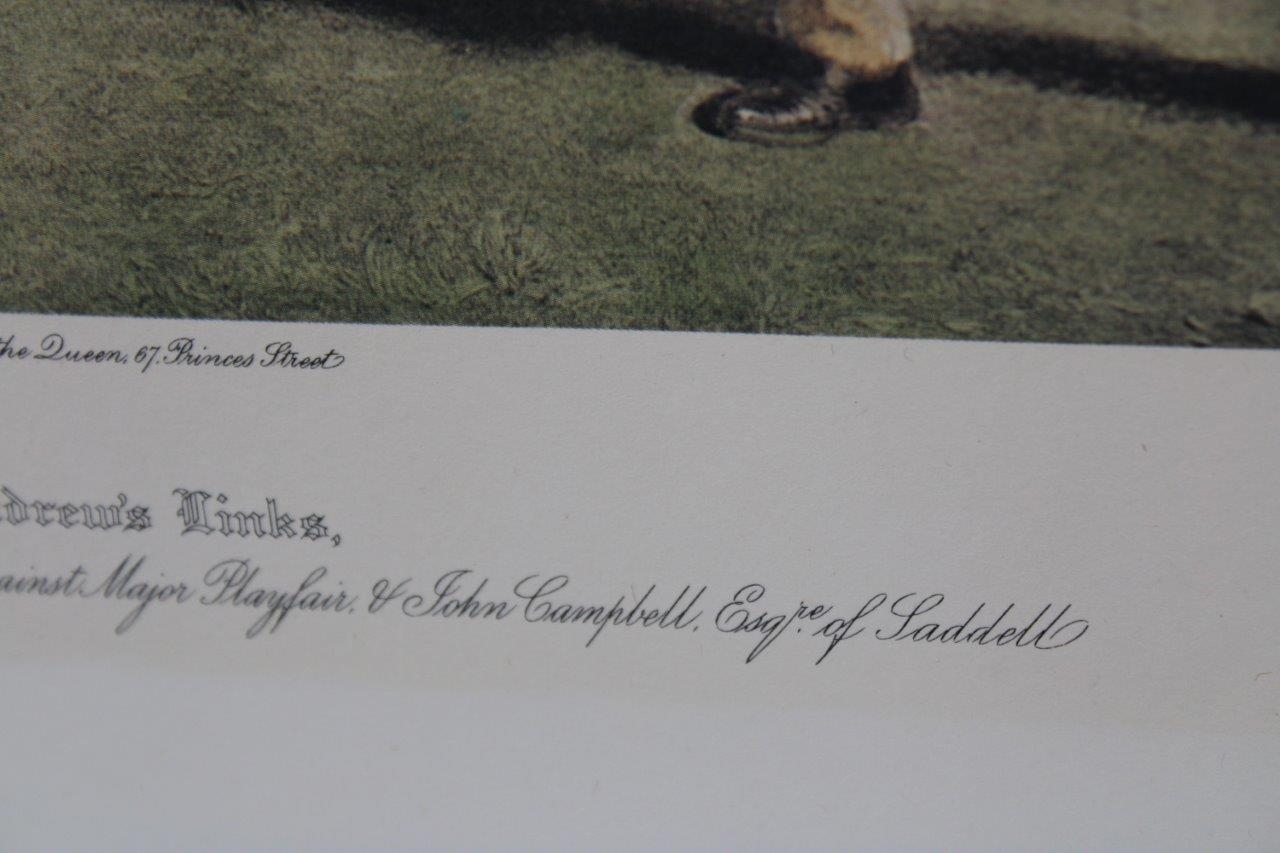 the Queen, 67, Princes Street
drew's Links,
ainst Major Playfair, & John Campbell, Esqre. of Saddell